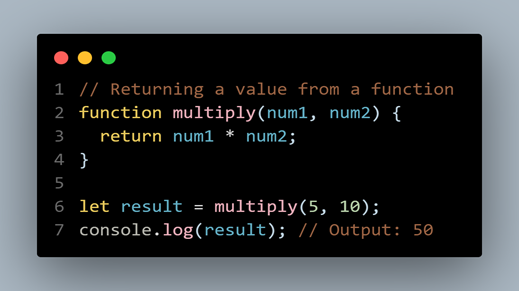 1 // Returning a value from a function
2 function multiply(num1, num2) {
3   return num1 * num2;
4 }
5
6 let result = multiply(5, 10);
7 console.log(result); // Output: 50